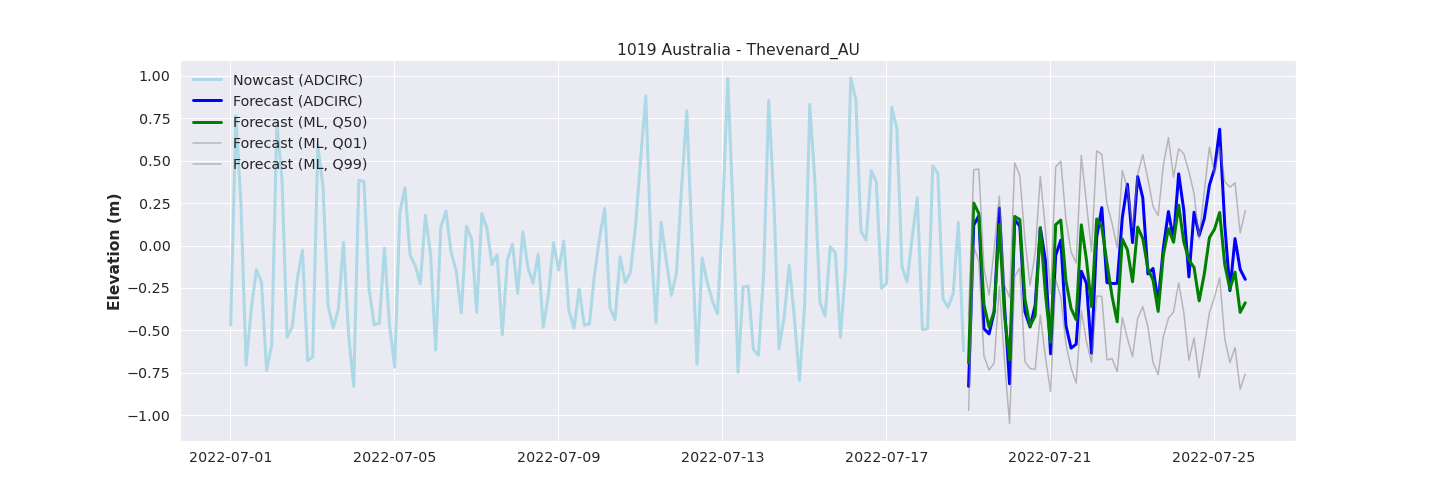 1019 Australia - Thevenard_AU
Nowcast (ADCIRC)
Forecast (ADCIRC)
Forecast (ML, Q50)
Forecast (ML, Q01)
Forecast (ML, Q99)
Elevation (m)
1.00
0.75
0.50
0.25
0.00
−0.25
−0.50
−0.75
−1.00
2022-07-01 2022-07-05 2022-07-09 2022-07-13 2022-07-17 2022-07-21 2022-07-25